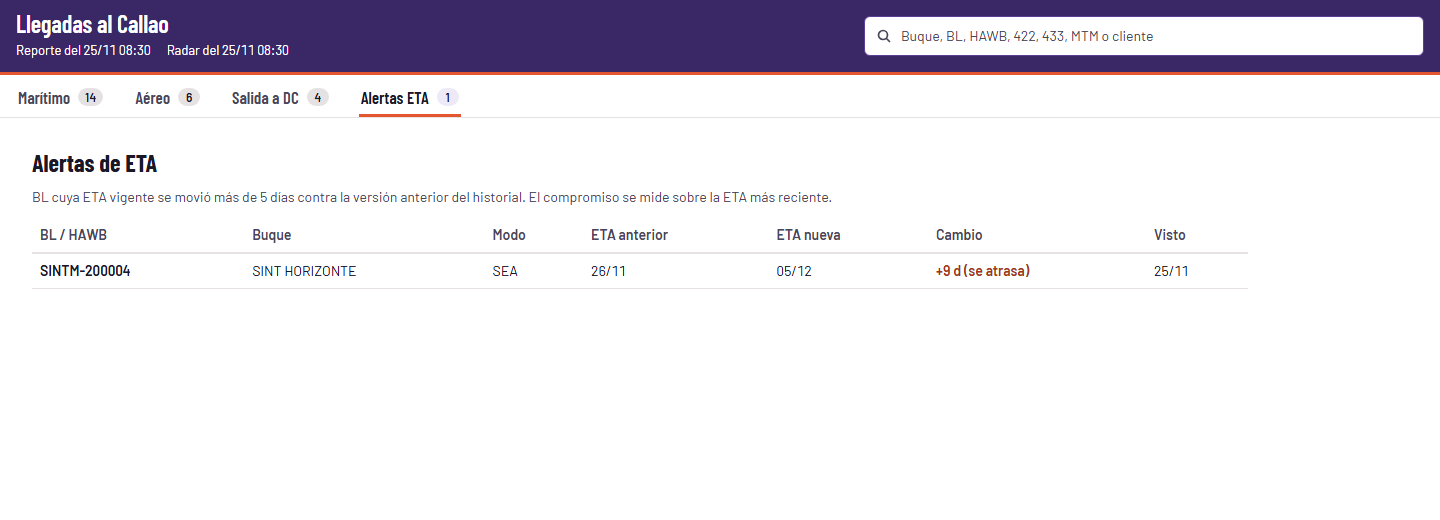 Llegadas al Callao
Reporte del 25/11 08:30 Radar del 25/11 08:30
Buque, BL, HAWB, 422, 433, MTM o cliente
Marítimo 14 Aéreo 6 Salida a DC 4 Alertas ETA 1
Alertas de ETA
BL cuya ETA vigente se movió más de 5 días contra la versión anterior del historial. El compromiso se mide sobre la ETA más reciente.
BL / HAWB Buque Modo ETA anterior ETA nueva Cambio Visto
SINTM-200004 SINT HORIZONTE SEA 26/11 05/12 +9 d (se atrasa) 25/11